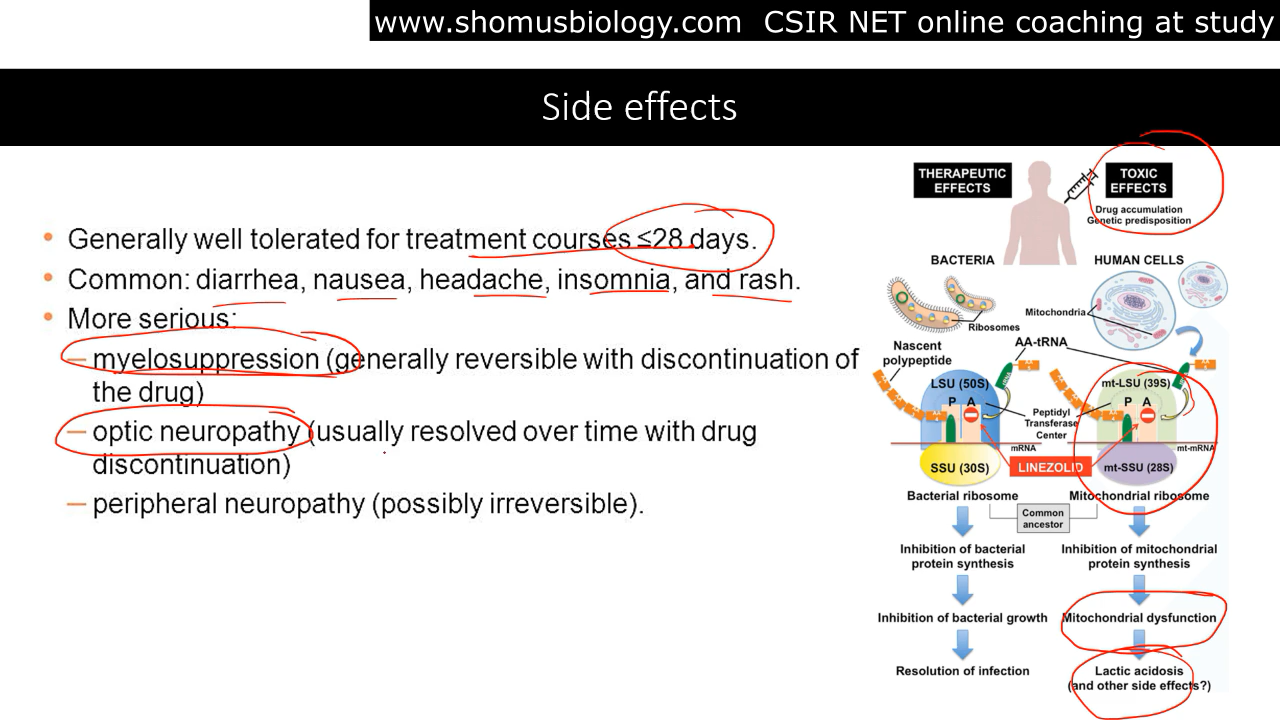 www.shomusbiology.com  CSIR NET online coaching at study
Side effects
• Generally well tolerated for treatment courses ≤28 days.
• Common: diarrhea, nausea, headache, insomnia, and rash.
• More serious:
– myelosuppression (generally reversible with discontinuation of
the drug)
– optic neuropathy (usually resolved over time with drug
discontinuation)
– peripheral neuropathy (possibly irreversible).
THERAPEUTIC
EFFECTS
TOXIC
EFFECTS
Drug accumulation
Genetic predisposition
BACTERIA
HUMAN CELLS
Mitochondria
Ribosomes
Nascent
polypeptide
AA-tRNA
AA
AA
tRNA
LSU (50S)
P A
mt-LSU (39S)
P A
Peptidyl
Transferase
Center
mRNA
mt-mRNA
SSU (30S)
LINEZOLID
mt-SSU (28S)
Bacterial ribosome
Mitochondrial ribosome
Common
ancestor
Inhibition of bacterial
protein synthesis
Inhibition of mitochondrial
protein synthesis
Inhibition of bacterial growth
Mitochondrial dysfunction
Resolution of infection
Lactic acidosis
(and other side effects?)